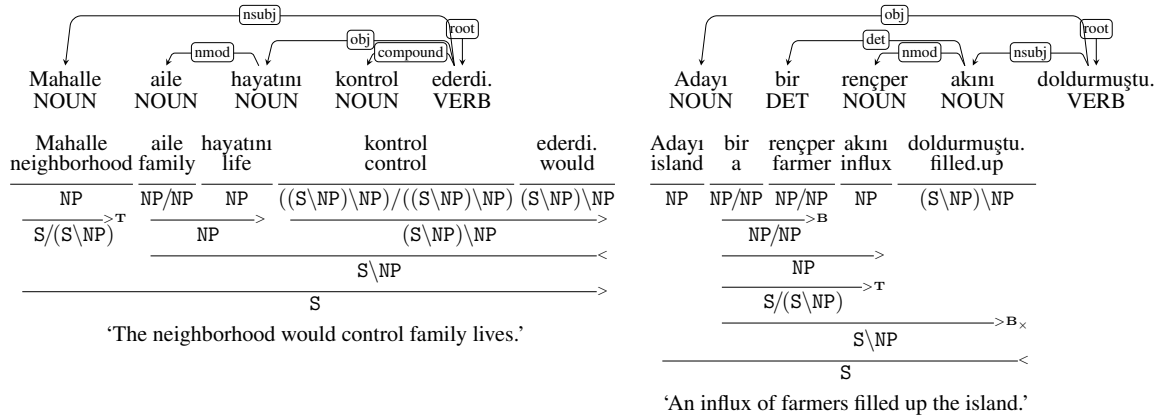 nsubj
root
obj
nmod
compound
Mahalle aile hayatını kontrol ederdi.
NOUN NOUN NOUN NOUN VERB
Mahalle aile hayatını kontrol ederdi.
neighborhood family life control would
NP NP/NP NP ((S\NP)\NP)/((S\NP)\NP) (S\NP)\NP
>T > >
S/(S\NP) NP (S\NP)\NP
<
S\NP
>
S
‘The neighborhood would control family lives.’
obj
root
det
nmod
nsubj
Adayı bir rençper akını doldurmuştu.
NOUN DET NOUN NOUN VERB
Adayı bir rençper akını doldurmuştu.
island a farmer influx filled.up
NP NP/NP NP/NP NP (S\NP)\NP
>B
NP/NP
>
NP
>T
S/(S\NP)
>B×
S\NP
<
S
‘An influx of farmers filled up the island.’